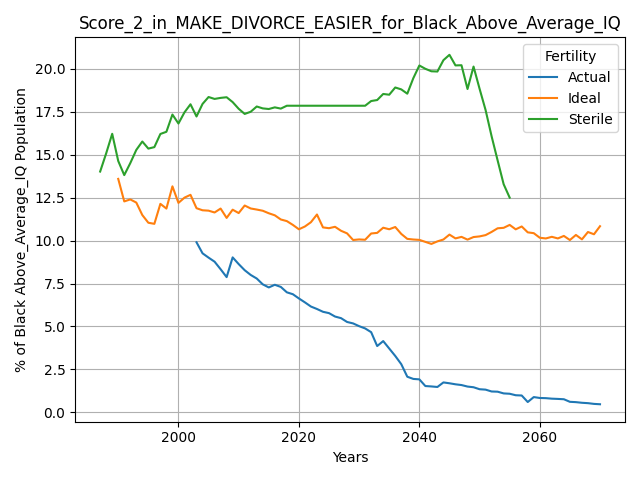 Score_2_in_MAKE_DIVORCE_EASIER_for_Black_Above_Average_IQ
Fertility
Actual
Ideal
Sterile
% of Black Above_Average_IQ Population
20.0
17.5
15.0
12.5
10.0
7.5
5.0
2.5
0.0
2000
2020
2040
2060
Years